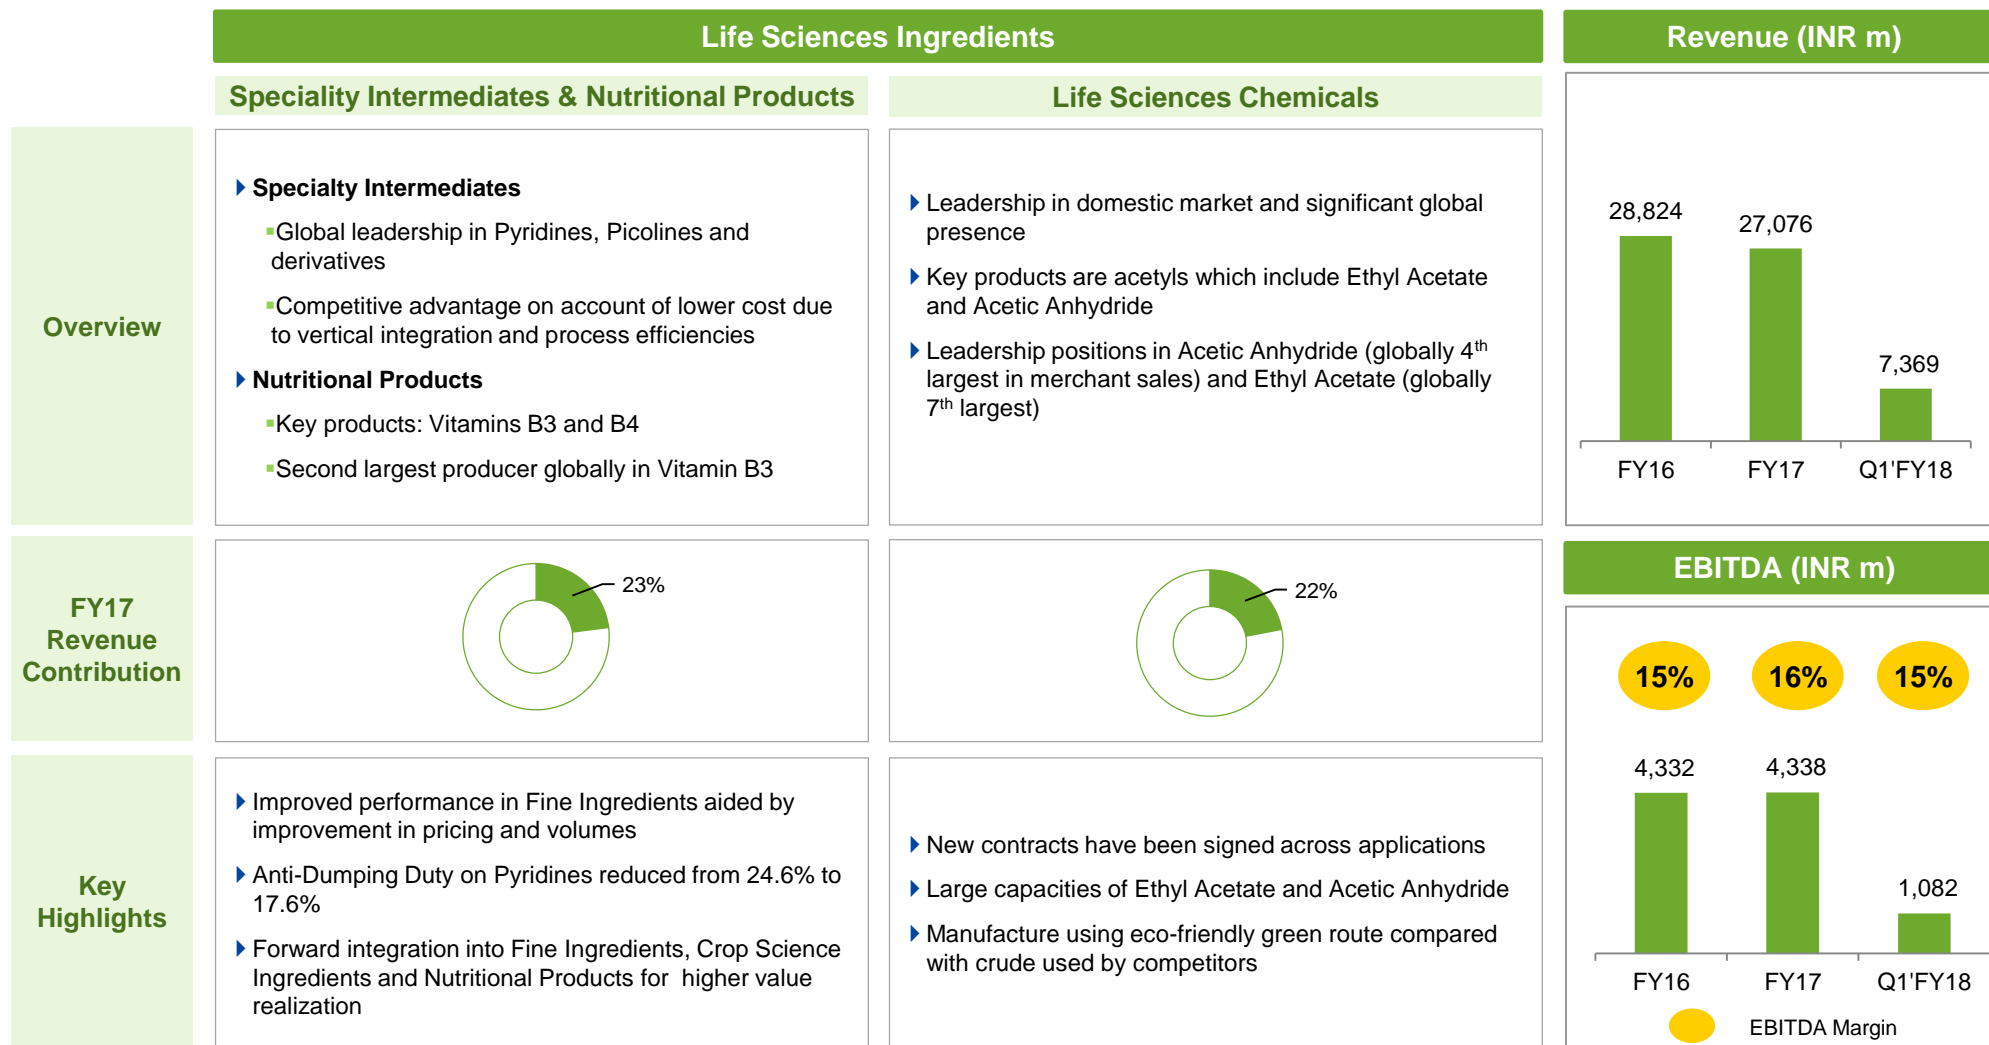 Life Sciences Ingredients
Speciality Intermediates & Nutritional Products
Life Sciences Chemicals
Overview
Specialty Intermediates
Global leadership in Pyridines, Picolines and
derivatives
Competitive advantage on account of lower cost due
to vertical integration and process efficiencies
Nutritional Products
Key products: Vitamins B3 and B4
Second largest producer globally in Vitamin B3
Leadership in domestic market and significant global
presence
Key products are acetyls which include Ethyl Acetate
and Acetic Anhydride
Leadership positions in Acetic Anhydride (globally 4th
largest in merchant sales) and Ethyl Acetate (globally
7th largest)
FY17
Revenue
Contribution
23%
22%
Key
Highlights
Improved performance in Fine Ingredients aided by
improvement in pricing and volumes
Anti-Dumping Duty on Pyridines reduced from 24.6% to
17.6%
Forward integration into Fine Ingredients, Crop Science
Ingredients and Nutritional Products for  higher value
realization
New contracts have been signed across applications
Large capacities of Ethyl Acetate and Acetic Anhydride
Manufacture using eco-friendly green route compared
with crude used by competitors
Revenue (INR m)
28,824
27,076
7,369
FY16 FY17 Q1'FY18
EBITDA (INR m)
15% 16% 15%
4,332 4,338
1,082
FY16 FY17 Q1'FY18
EBITDA Margin